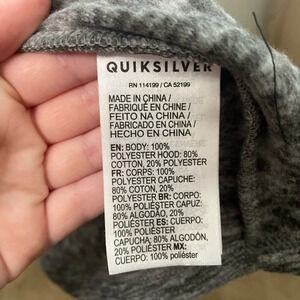 QUIKSILVER
RN 114199 / CA 52199
MADE IN CHINA /
FABRIQUÉ EN CHINE /
FEITO NA CHINA /
FABRICADO EN CHINA /
HECHO EN CHINA
EN: BODY: 100%
POLYESTER HOOD: 80%
COTTON, 20% POLYESTER
FR: CORPS: 100%
POLYESTER CAPUCHE:
80% COTON, 20%
POLYESTER BR: CORPO:
100% POLIÉSTER CAPUZ:
80% ALGODÃO, 20%
POLIÉSTER ES: CUERPO:
100% POLIÉSTER
CAPUCHA: 80% ALGODÓN,
20% POLIÉSTER MX:
CUERPO: 100% poliéster